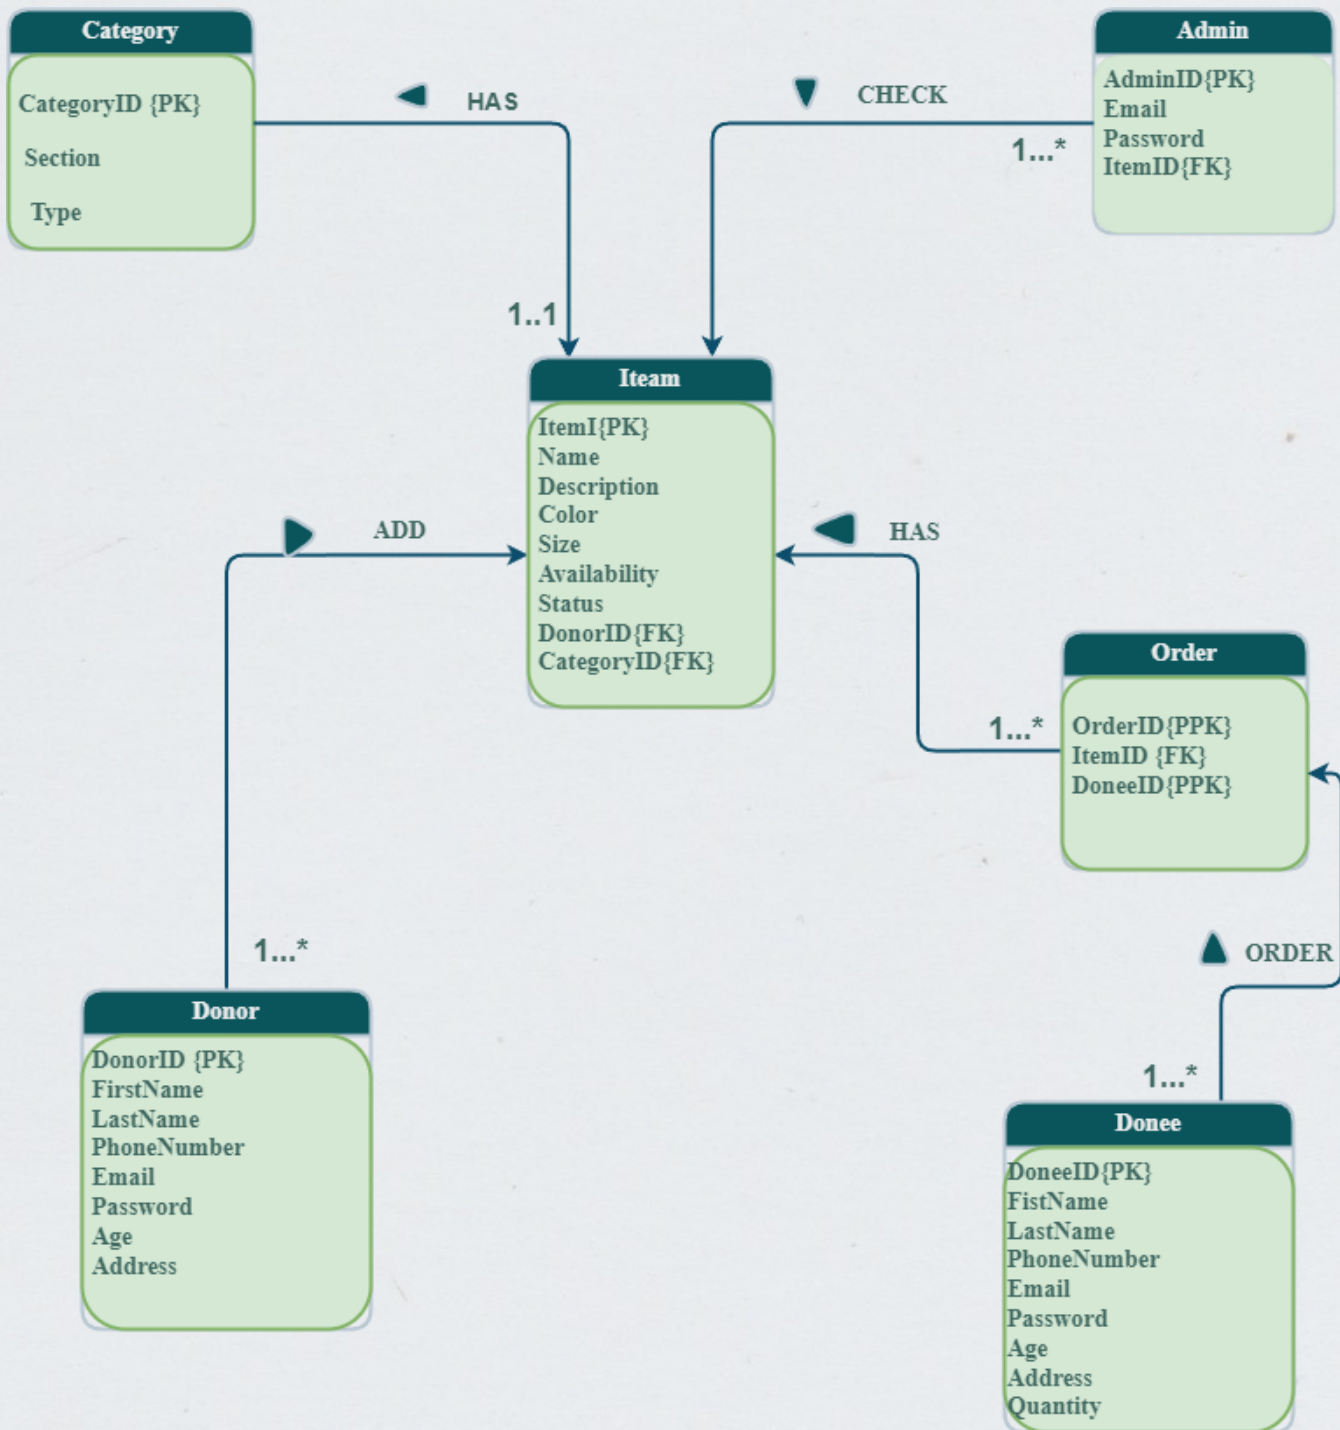 Category
CategoryID {PK}
Section
Type
HAS
1..1
Admin
AdminID{PK}
Email
Password
ItemID{FK}
CHECK
1...*
Iteam
ItemI{PK}
Name
Description
Color
Size
Availability
Status
DonorID{FK}
CategoryID{FK}
ADD
1...*
HAS
1...*
Order
OrderID{PPK}
ItemID {FK}
DoneeID{PPK}
ORDER
1...*
Donor
DonorID {PK}
FirstName
LastName
PhoneNumber
Email
Password
Age
Address
Donee
DoneeID{PK}
FistName
LastName
PhoneNumber
Email
Password
Age
Address
Quantity